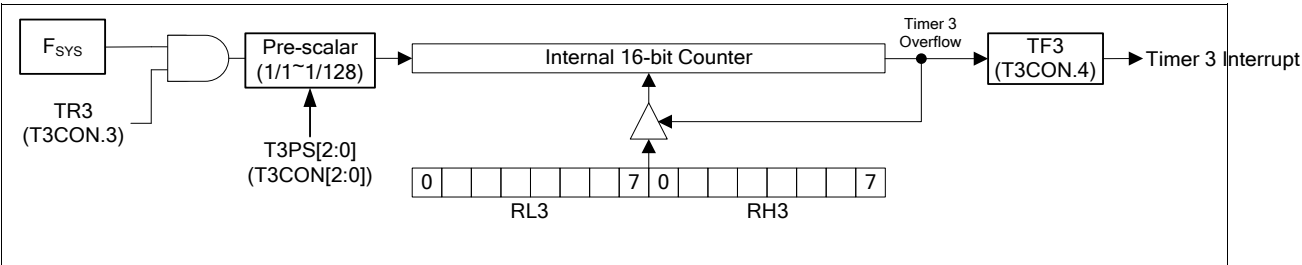 F_SYS
TR3
(T3CON.3)
Pre-scalar
(1/1~1/128)
T3PS[2:0]
(T3CON[2:0])
Internal 16-bit Counter
0 7 0 7
RL3 RH3
Timer 3
Overflow
TF3
(T3CON.4)
Timer 3 Interrupt